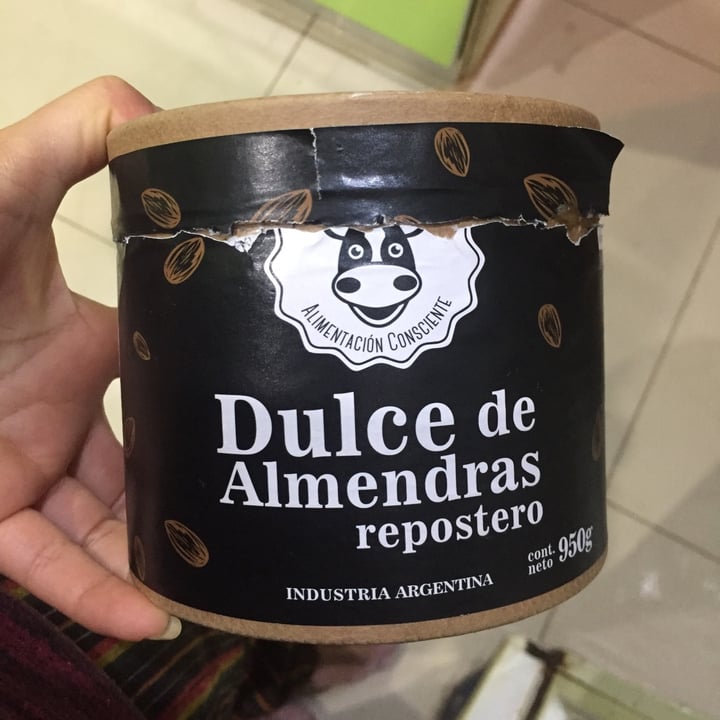 ALIMENTACIÓN CONSCIENTE
Dulce de
Almendras
repostero
cont.
neto 950g
INDUSTRIA ARGENTINA